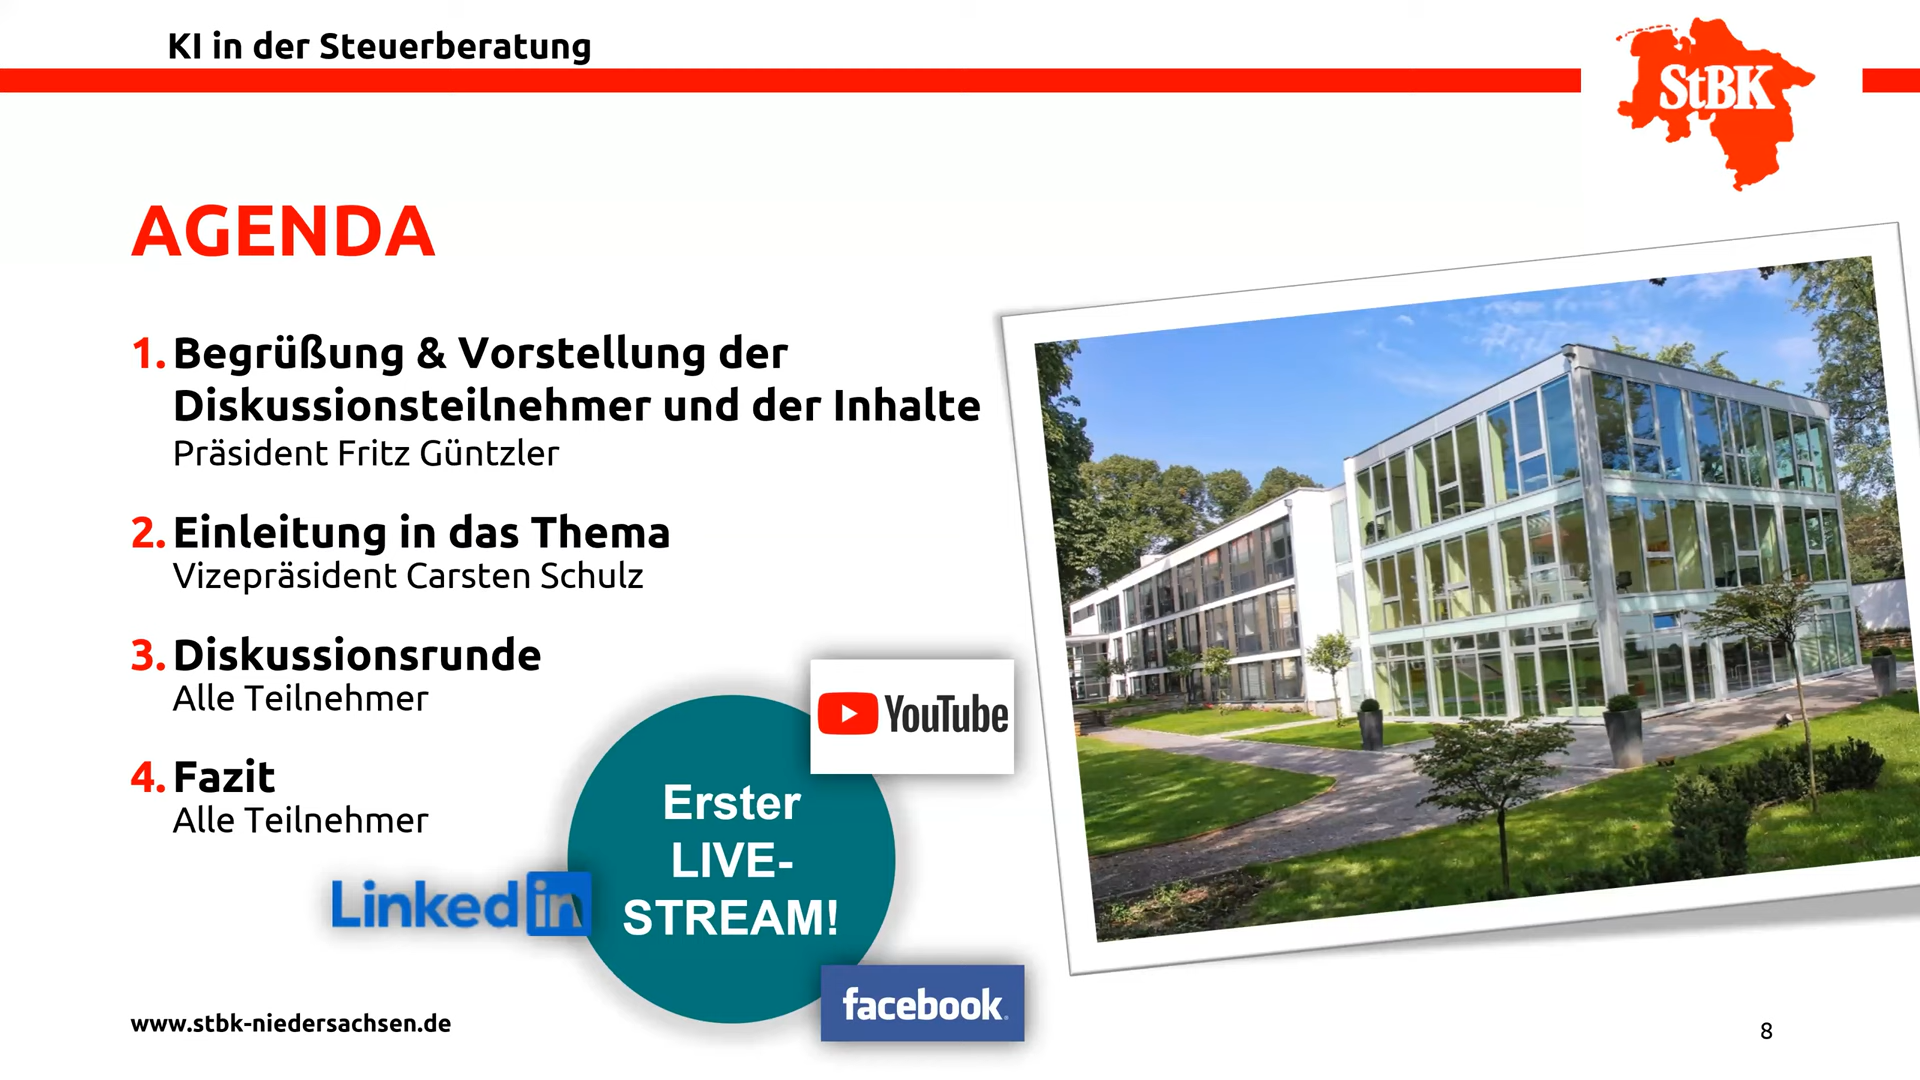 KI in der Steuerberatung
StBK
AGENDA
1. Begrüßung & Vorstellung der
Diskussionsteilnehmer und der Inhalte
Präsident Fritz Güntzler
2. Einleitung in das Thema
Vizepräsident Carsten Schulz
3. Diskussionsrunde
Alle Teilnehmer
4. Fazit
Alle Teilnehmer
YouTube
Erster
LIVE-
STREAM!
Linkedin
facebook
www.stbk-niedersachsen.de
8